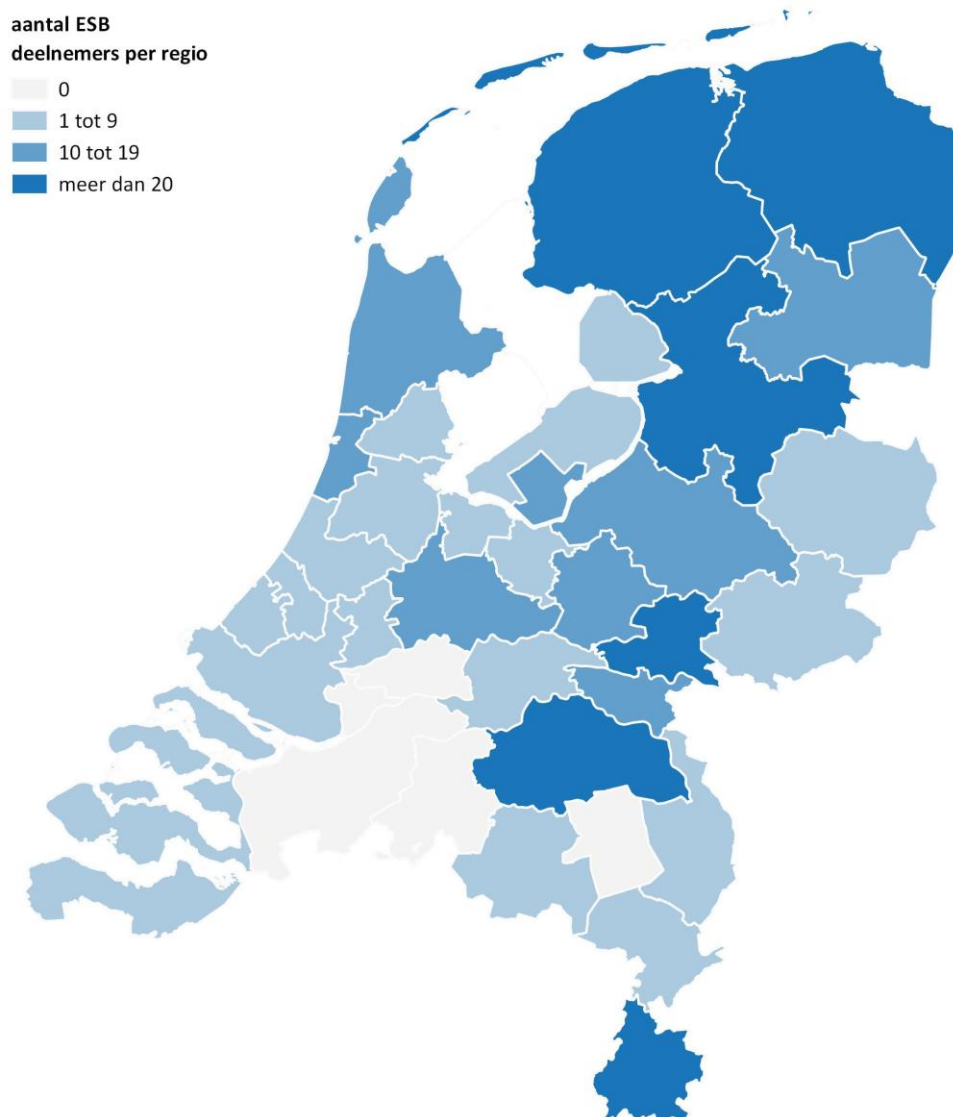 aantal ESB
deelnemers per regio
0
1 tot 9
10 tot 19
meer dan 20